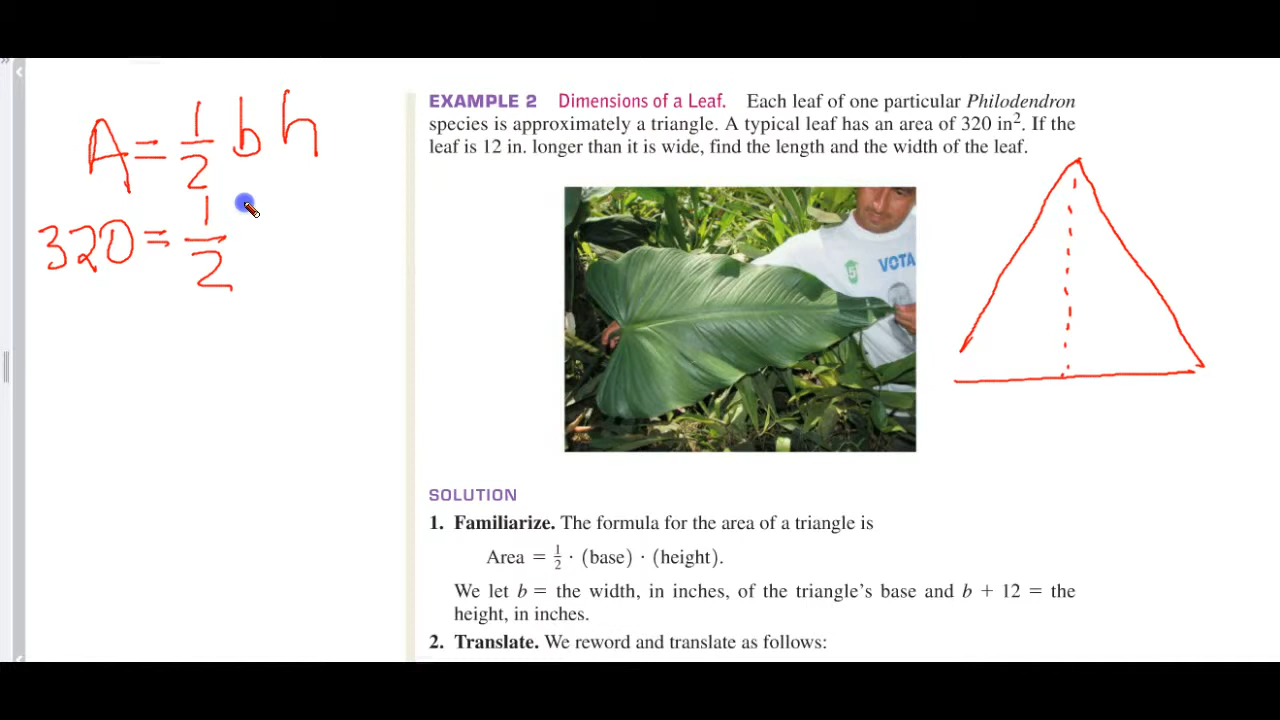 A = 1/2 b h
320 = 1/2
EXAMPLE 2 Dimensions of a Leaf. Each leaf of one particular Philodendron
species is approximately a triangle. A typical leaf has an area of 320 in². If the
leaf is 12 in. longer than it is wide, find the length and the width of the leaf.
5
VOTA
SOLUTION
1. Familiarize. The formula for the area of a triangle is
Area = 1/2 · (base) · (height).
We let b = the width, in inches, of the triangle's base and b + 12 = the
height, in inches.
2. Translate. We reword and translate as follows: